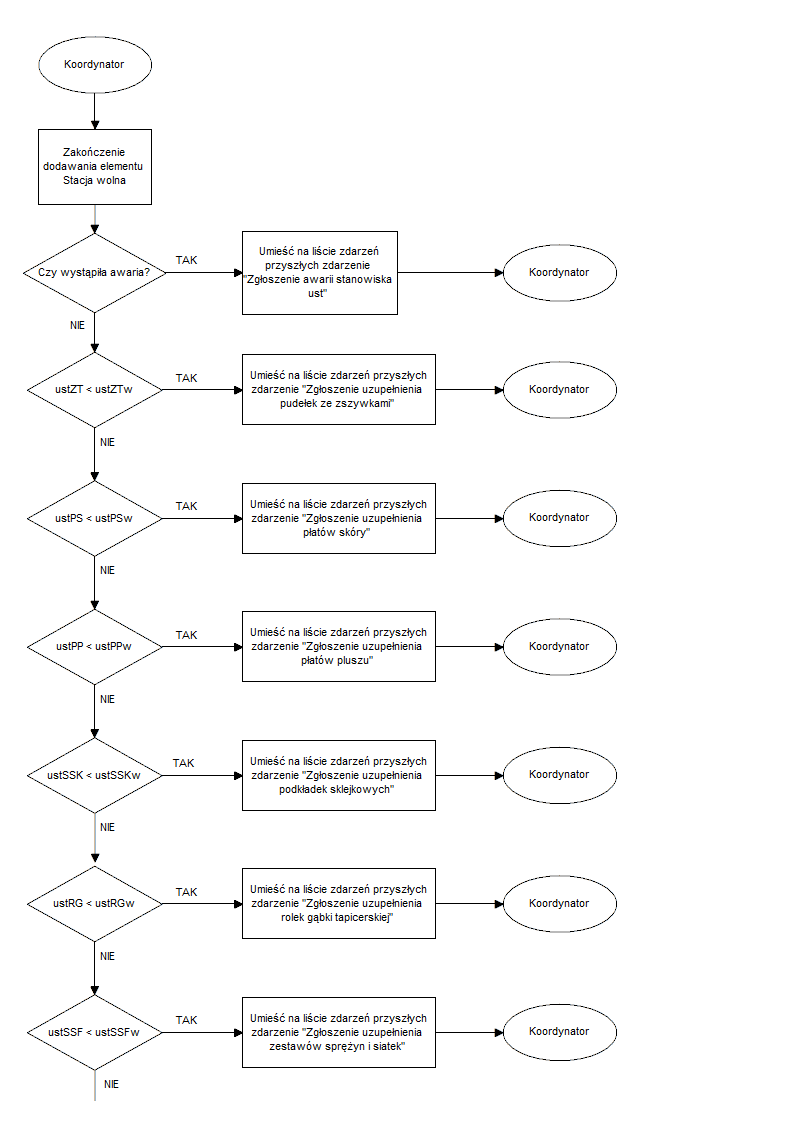 Koordynator
Zakończenie
dodawania elementu
Stacja wolna
Czy wystąpiła awaria?
TAK
Umieść na liście zdarzeń
przyszłych zdarzenie
"Zgłoszenie awarii stanowiska
ust"
Koordynator
NIE
ustZT < ustZTw
TAK
Umieść na liście zdarzeń przyszłych
zdarzenie "Zgłoszenie uzupełnienia
pudełek ze zszywkami"
Koordynator
NIE
ustPS < ustPSw
TAK
Umieść na liście zdarzeń przyszłych
zdarzenie "Zgłoszenie uzupełnienia
płatów skóry"
Koordynator
NIE
ustPP < ustPPw
TAK
Umieść na liście zdarzeń przyszłych
zdarzenie "Zgłoszenie uzupełnienia
płatów pluszu"
Koordynator
NIE
ustSSK < ustSSKw
TAK
Umieść na liście zdarzeń przyszłych
zdarzenie "Zgłoszenie uzupełnienia
podkładek sklejkowych"
Koordynator
NIE
ustRG < ustRGw
TAK
Umieść na liście zdarzeń przyszłych
zdarzenie "Zgłoszenie uzupełnienia
rolek gąbki tapicerskiej"
Koordynator
NIE
ustSSF < ustSSFw
TAK
Umieść na liście zdarzeń przyszłych
zdarzenie "Zgłoszenie uzupełnienia
zestawów sprężyn i siatek"
Koordynator
NIE